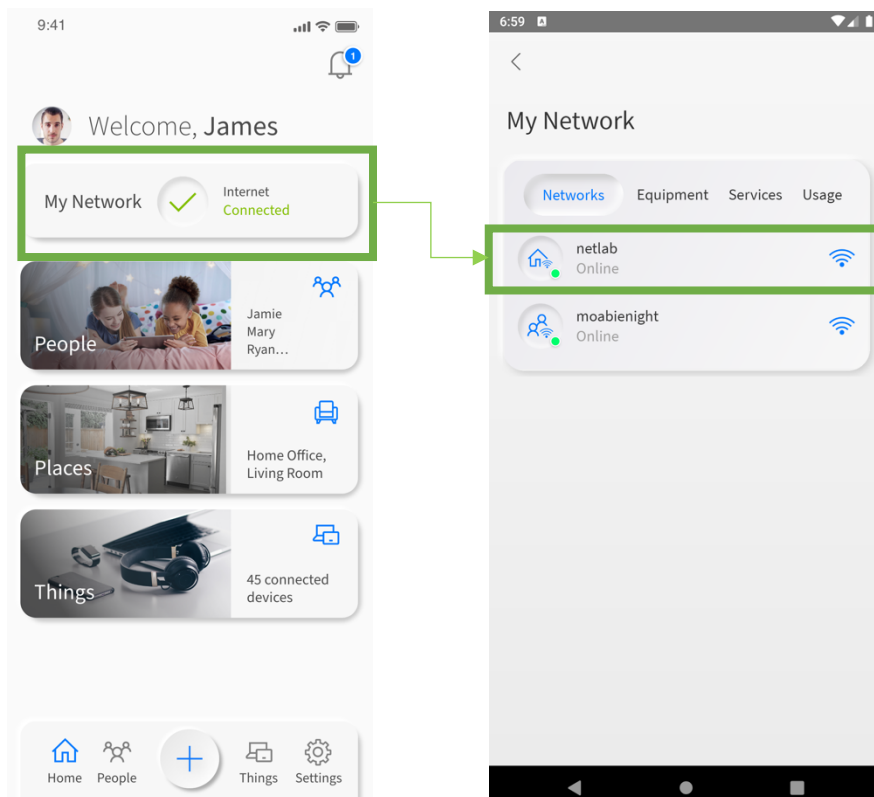 9:41
1
Welcome, James
My Network
Internet
Connected
People
Jamie
Mary
Ryan...
Places
Home Office,
Living Room
Things
45 connected
devices
Home People Things Settings
6:59 A
My Network
Networks Equipment Services Usage
netlab
Online
moabienight
Online